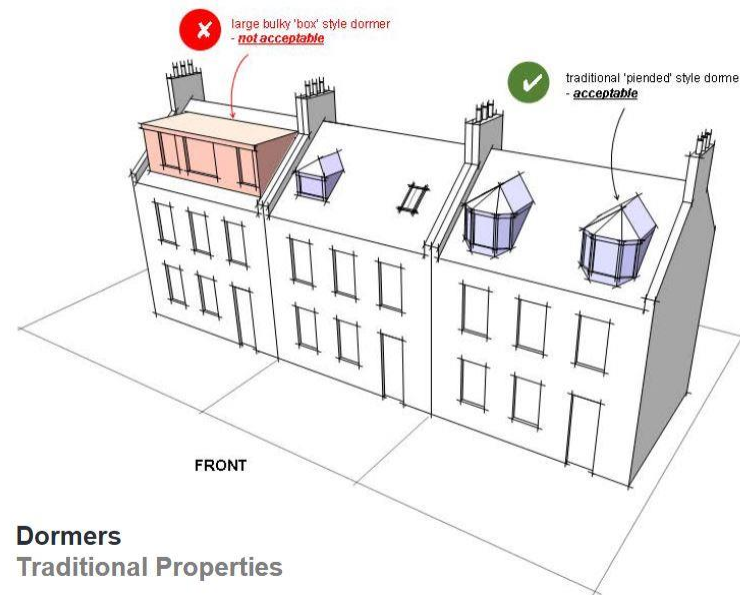 large bulky 'box' style dormer
- not acceptable
traditional 'piended' style dorme
- acceptable
FRONT
Dormers
Traditional Properties